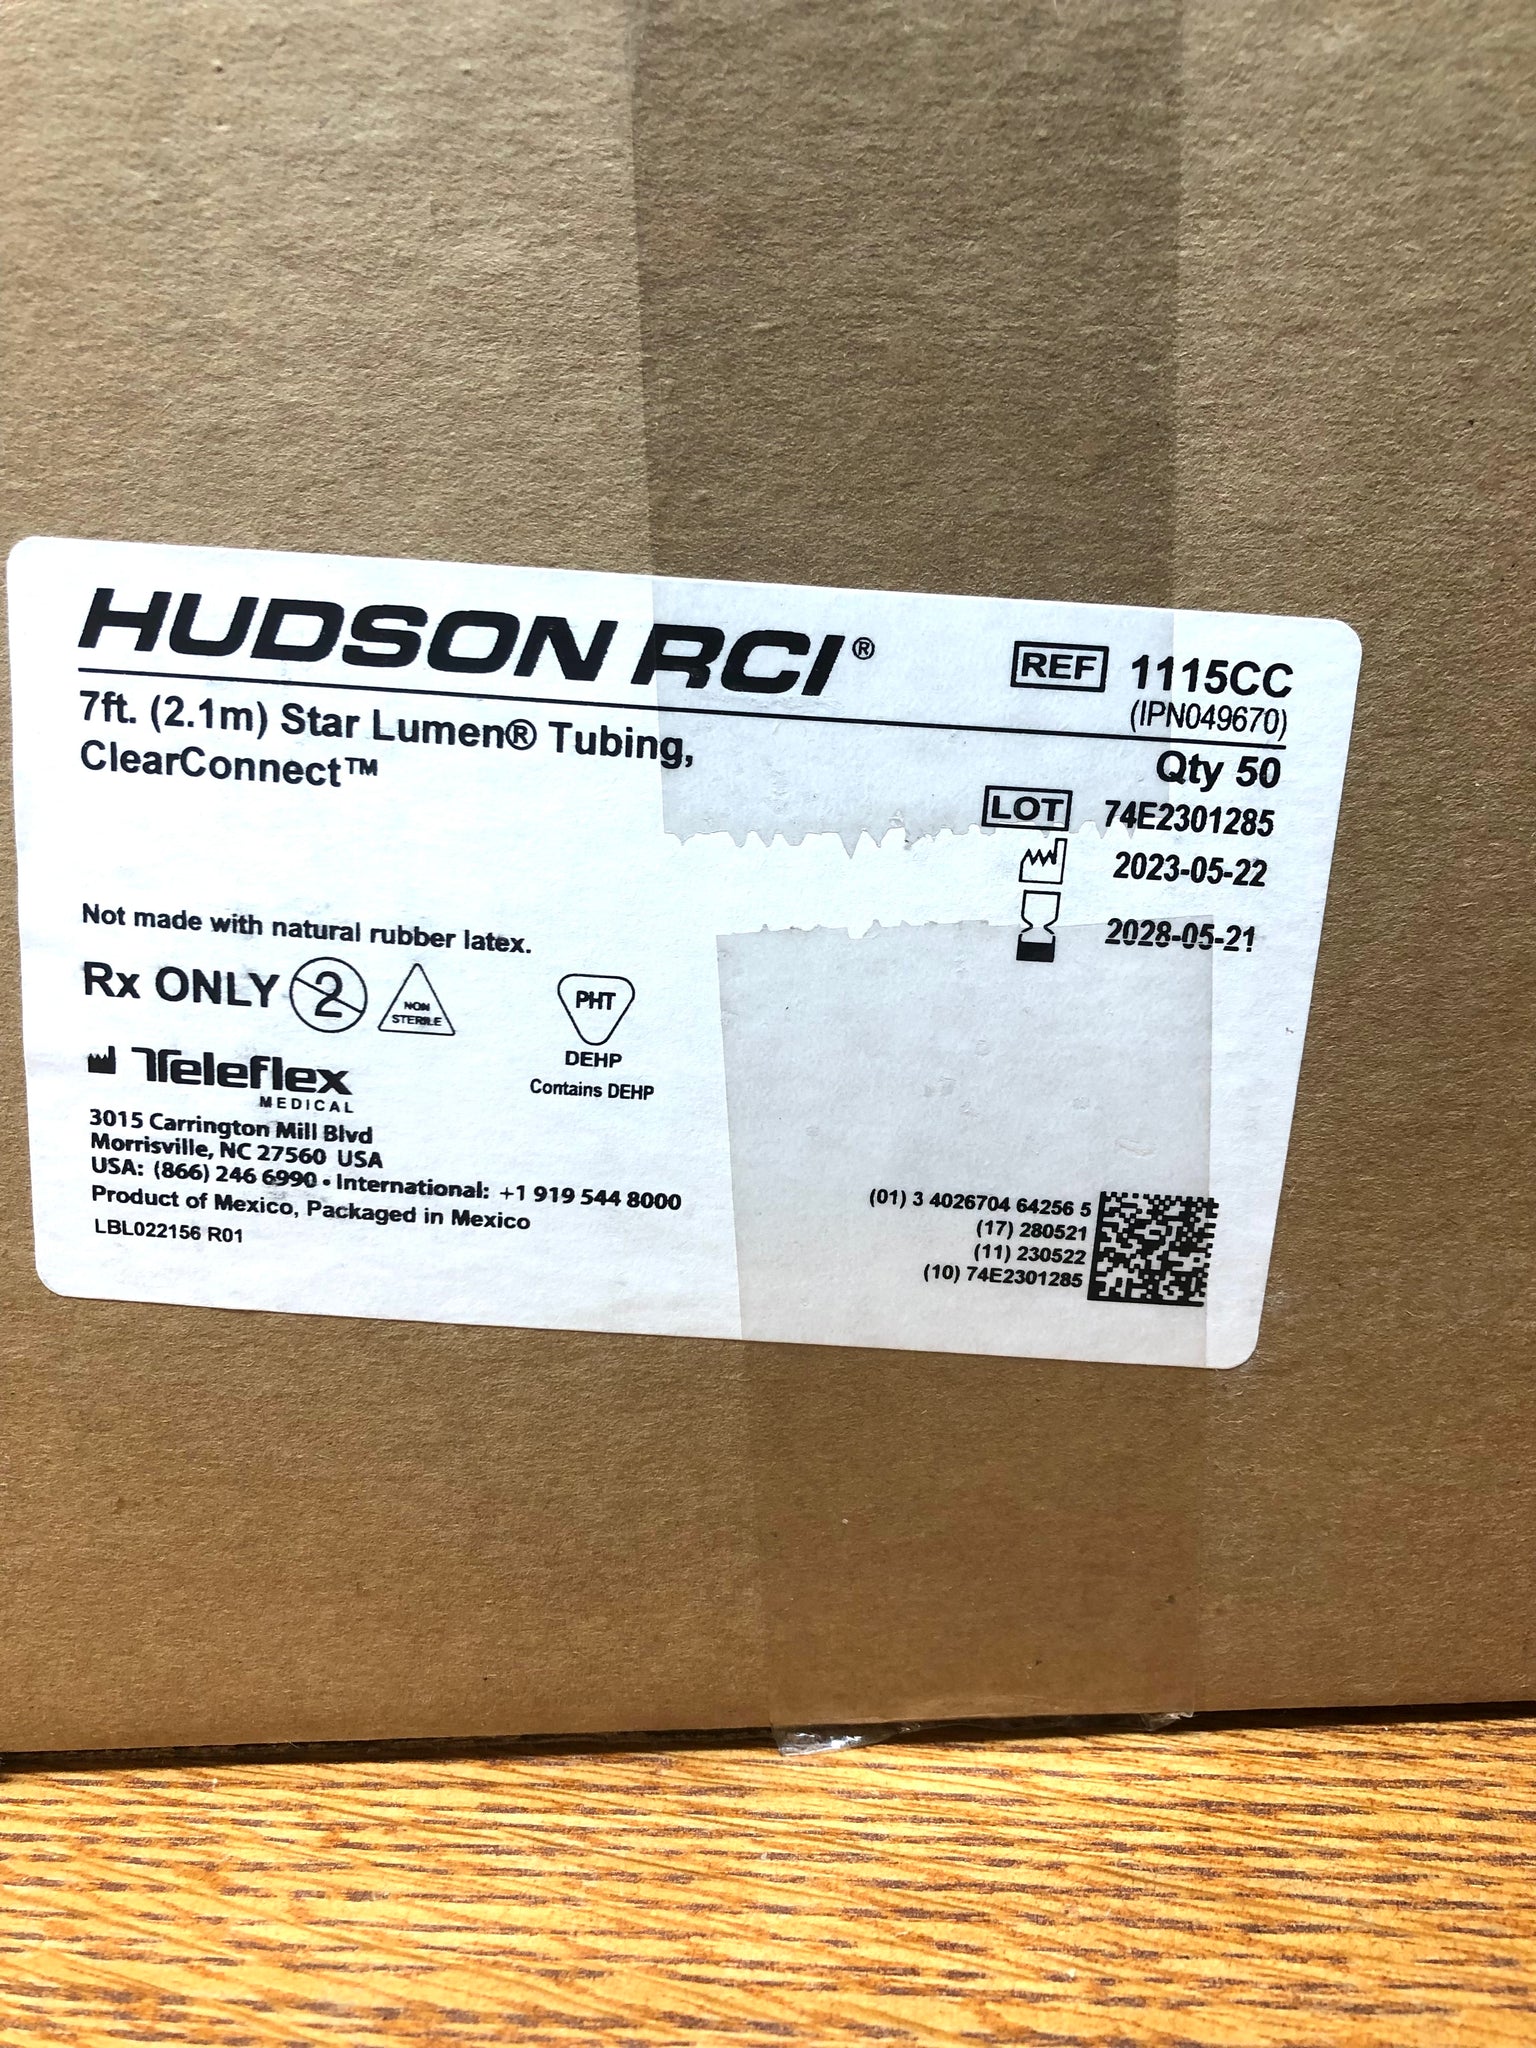 HUDSON RCI®
REF 1115CC
(IPN049670)
7ft. (2.1m) Star Lumen® Tubing,
ClearConnect™
Qty 50
LOT 74E2301285
2023-05-22
2028-05-21
Not made with natural rubber latex.
Rx ONLY 2 NON STERILE
PHT
DEHP
Contains DEHP
Teleflex
MEDICAL
3015 Carrington Mill Blvd
Morrisville, NC 27560 USA
USA: (866) 246 6990 • International: +1 919 544 8000
Product of Mexico, Packaged in Mexico
LBL022156 R01
(01) 3 4026704 64256 5
(17) 280521
(11) 230522
(10) 74E2301285